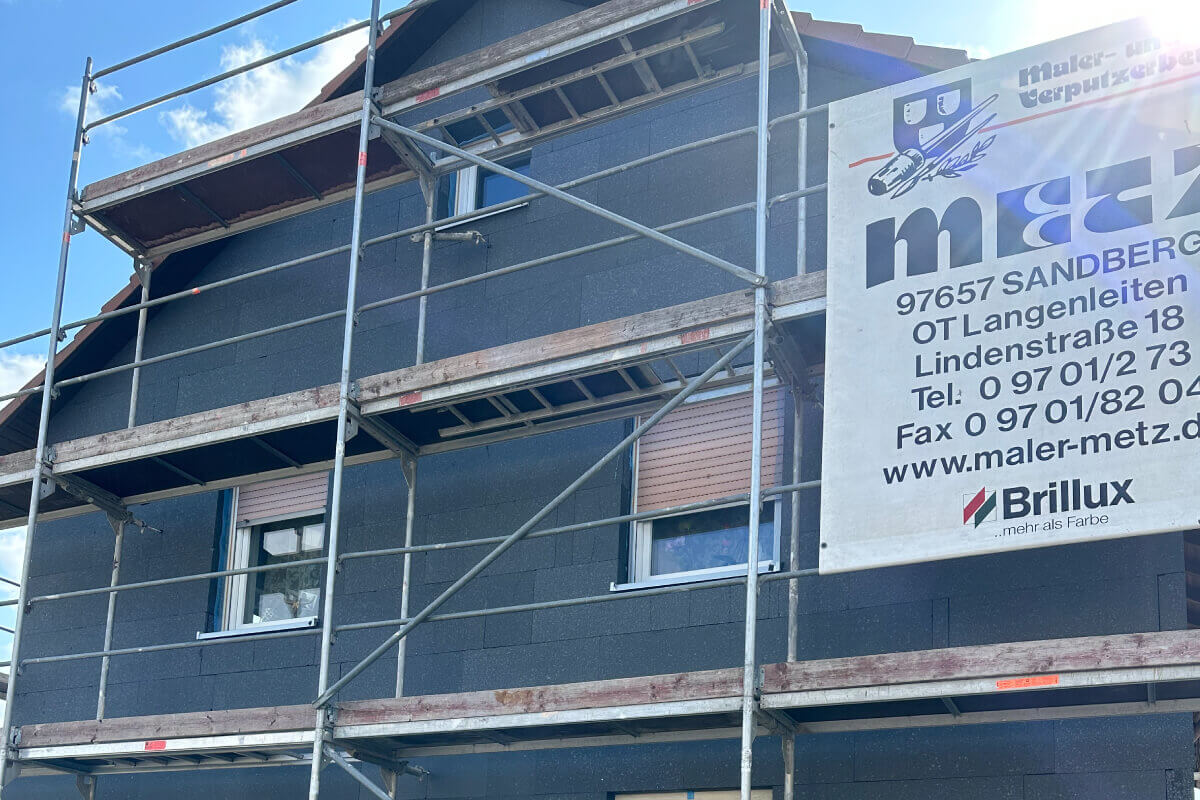 Maler- un
Verputzerbe
metz
97657 SANDBERG
OT Langenleiten
Lindenstraße 18
Tel. 0 97 01/2 73
Fax 0 97 01/82 04
www.maler-metz.d
Brillux
..mehr als Farbe